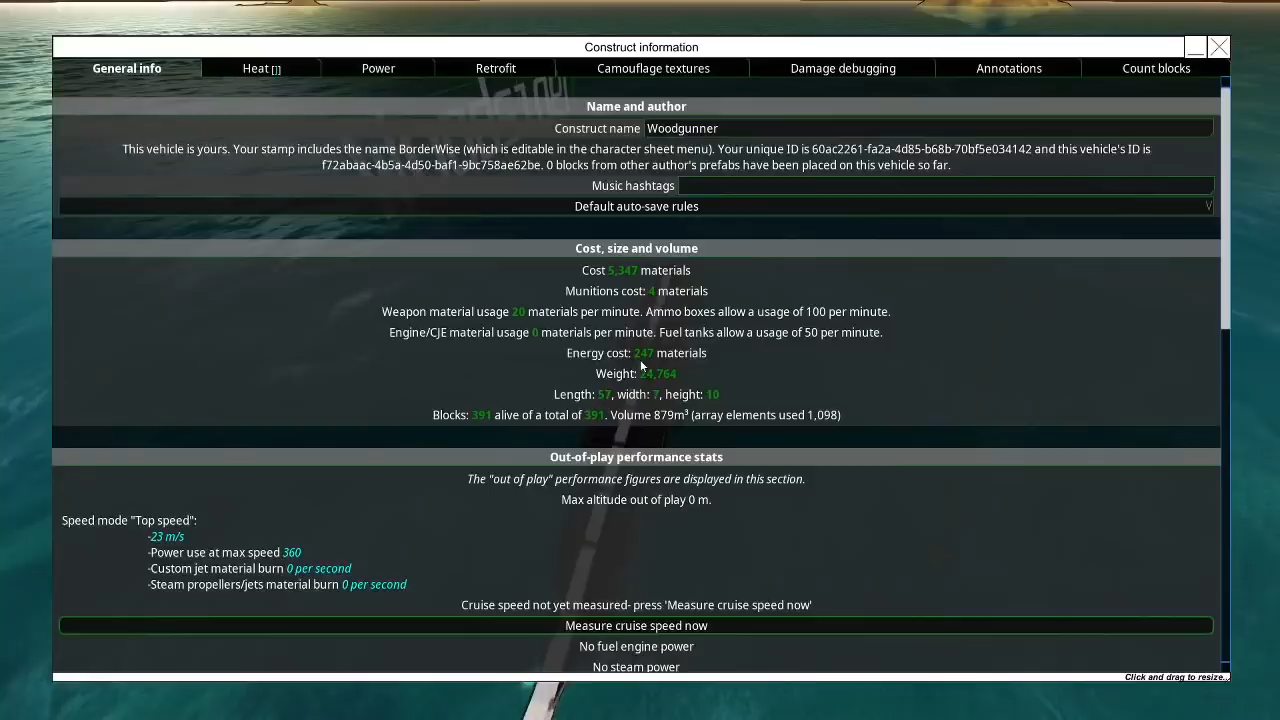 Construct information
General info
Heat []]
Power
Retrofit
Camouflage textures
Damage debugging
Annotations
Count blocks
Name and author
Construct name Woodgunner
This vehicle is yours. Your stamp includes the name BorderWise (which is editable in the character sheet menu). Your unique ID is 60ac2261-fa2a-4d85-b68b-70bf5e034142 and this vehicle's ID is
f72abaac-4b5a-4d50-baf1-9bc758ae62be. 0 blocks from other author's prefabs have been placed on this vehicle so far.
Music hashtags
Default auto-save rules V
Cost, size and volume
Cost 5,347 materials
Munitions cost: 4 materials
Weapon material usage 20 materials per minute. Ammo boxes allow a usage of 100 per minute.
Engine/CJE material usage 0 materials per minute. Fuel tanks allow a usage of 50 per minute.
Energy cost: 247 materials
Weight: 24,764
Length: 57, width: 7, height: 10
Blocks: 391 alive of a total of 391. Volume 879m³ (array elements used 1,098)
Out-of-play performance stats
The "out of play" performance figures are displayed in this section.
Max altitude out of play 0 m.
Speed mode "Top speed":
-23 m/s
-Power use at max speed 360
-Custom jet material burn 0 per second
-Steam propellers/jets material burn 0 per second
Cruise speed not yet measured- press 'Measure cruise speed now'
Measure cruise speed now
No fuel engine power
No steam power
Click and drag to resize...